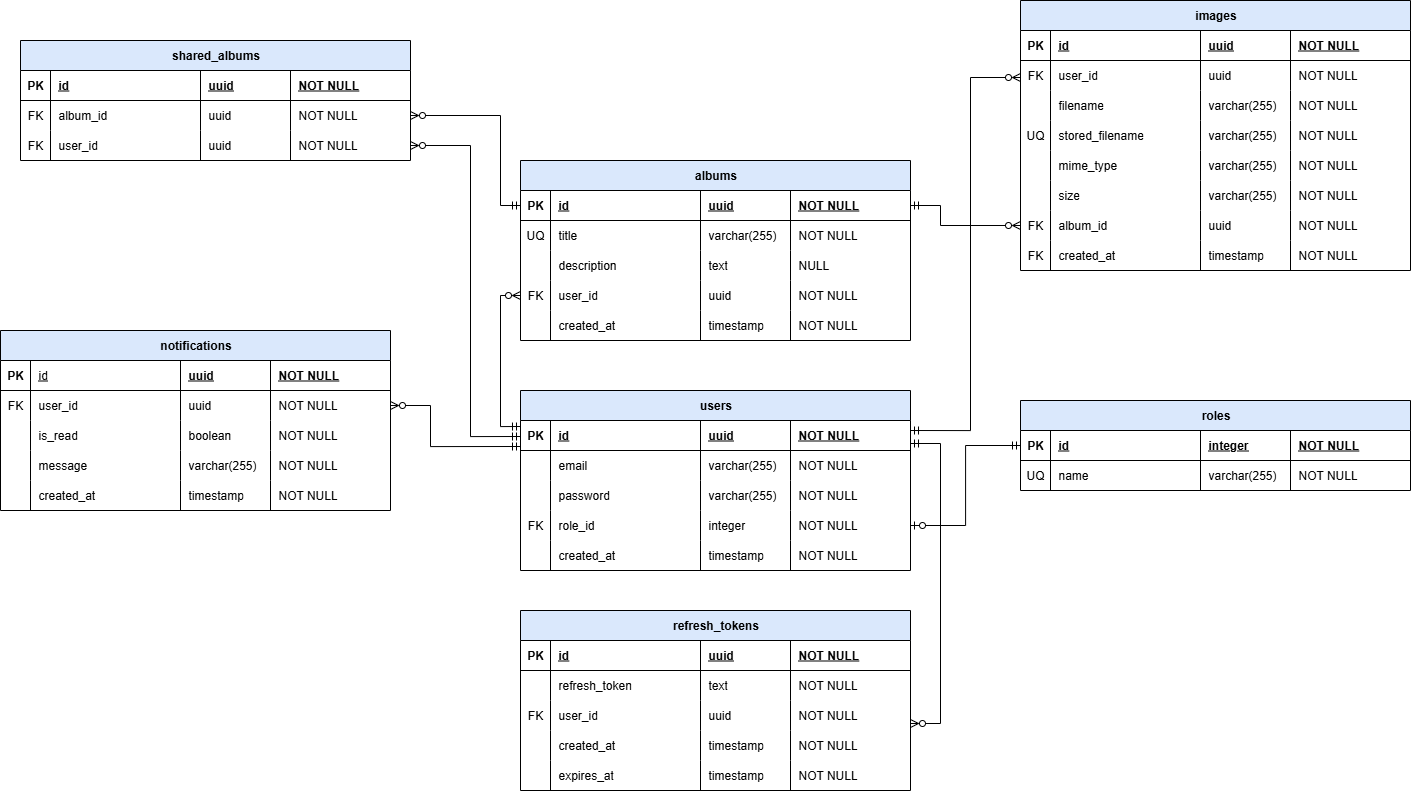 shared_albums
PK id uuid NOT NULL
FK album_id uuid NOT NULL
FK user_id uuid NOT NULL
images
PK id uuid NOT NULL
FK user_id uuid NOT NULL
filename varchar(255) NOT NULL
UQ stored_filename varchar(255) NOT NULL
mime_type varchar(255) NOT NULL
size varchar(255) NOT NULL
FK album_id uuid NOT NULL
FK created_at timestamp NOT NULL
albums
PK id uuid NOT NULL
UQ title varchar(255) NOT NULL
description text NULL
FK user_id uuid NOT NULL
created_at timestamp NOT NULL
notifications
PK id uuid NOT NULL
FK user_id uuid NOT NULL
is_read boolean NOT NULL
message varchar(255) NOT NULL
created_at timestamp NOT NULL
users
PK id uuid NOT NULL
email varchar(255) NOT NULL
password varchar(255) NOT NULL
FK role_id integer NOT NULL
created_at timestamp NOT NULL
roles
PK id integer NOT NULL
UQ name varchar(255) NOT NULL
refresh_tokens
PK id uuid NOT NULL
refresh_token text NOT NULL
FK user_id uuid NOT NULL
created_at timestamp NOT NULL
expires_at timestamp NOT NULL